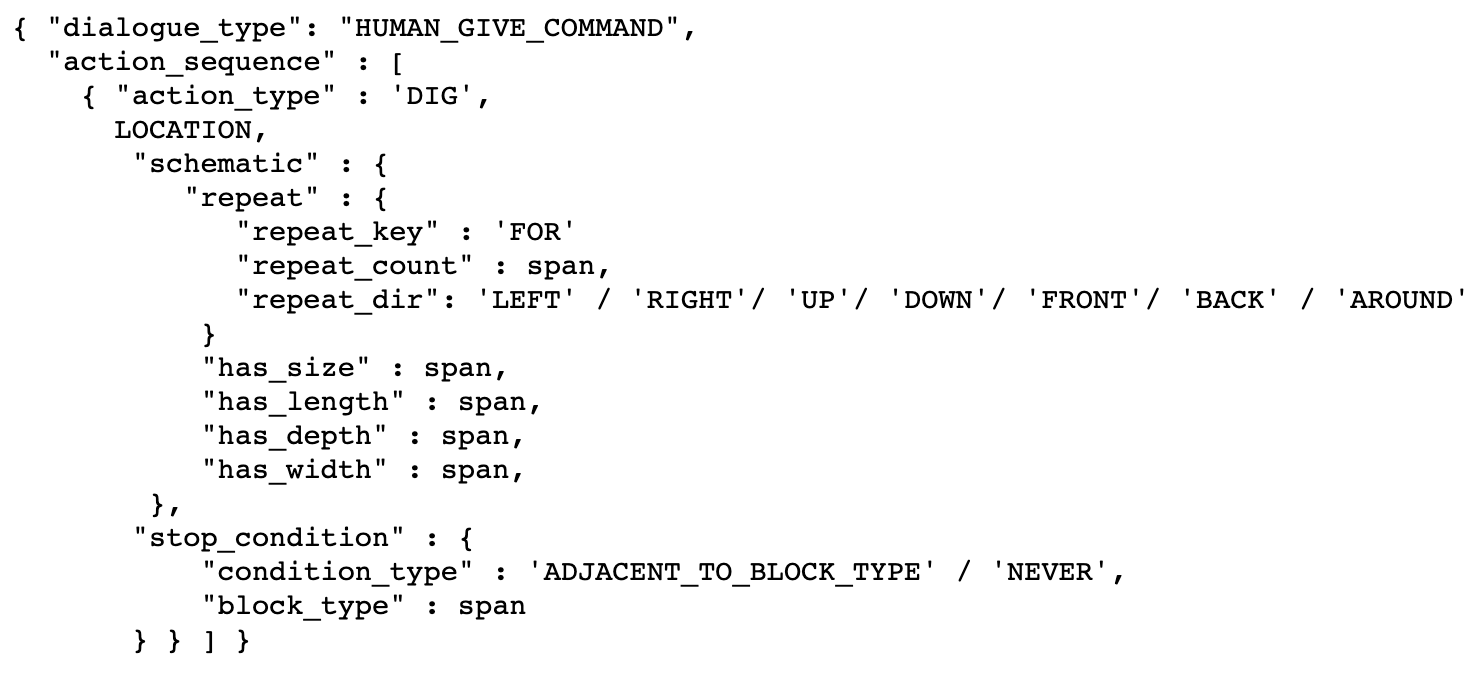 { "dialogue_type": "HUMAN_GIVE_COMMAND",
"action_sequence" : [
{ "action_type" : 'DIG',
LOCATION,
"schematic" : {
"repeat" : {
"repeat_key" : 'FOR'
"repeat_count" : span,
"repeat_dir": 'LEFT' / 'RIGHT'/ 'UP'/ 'DOWN'/ 'FRONT'/ 'BACK' / 'AROUND'
}
"has_size" : span,
"has_length" : span,
"has_depth" : span,
"has_width" : span,
},
"stop_condition" : {
"condition_type" : 'ADJACENT_TO_BLOCK_TYPE' / 'NEVER',
"block_type" : span
} } ] }